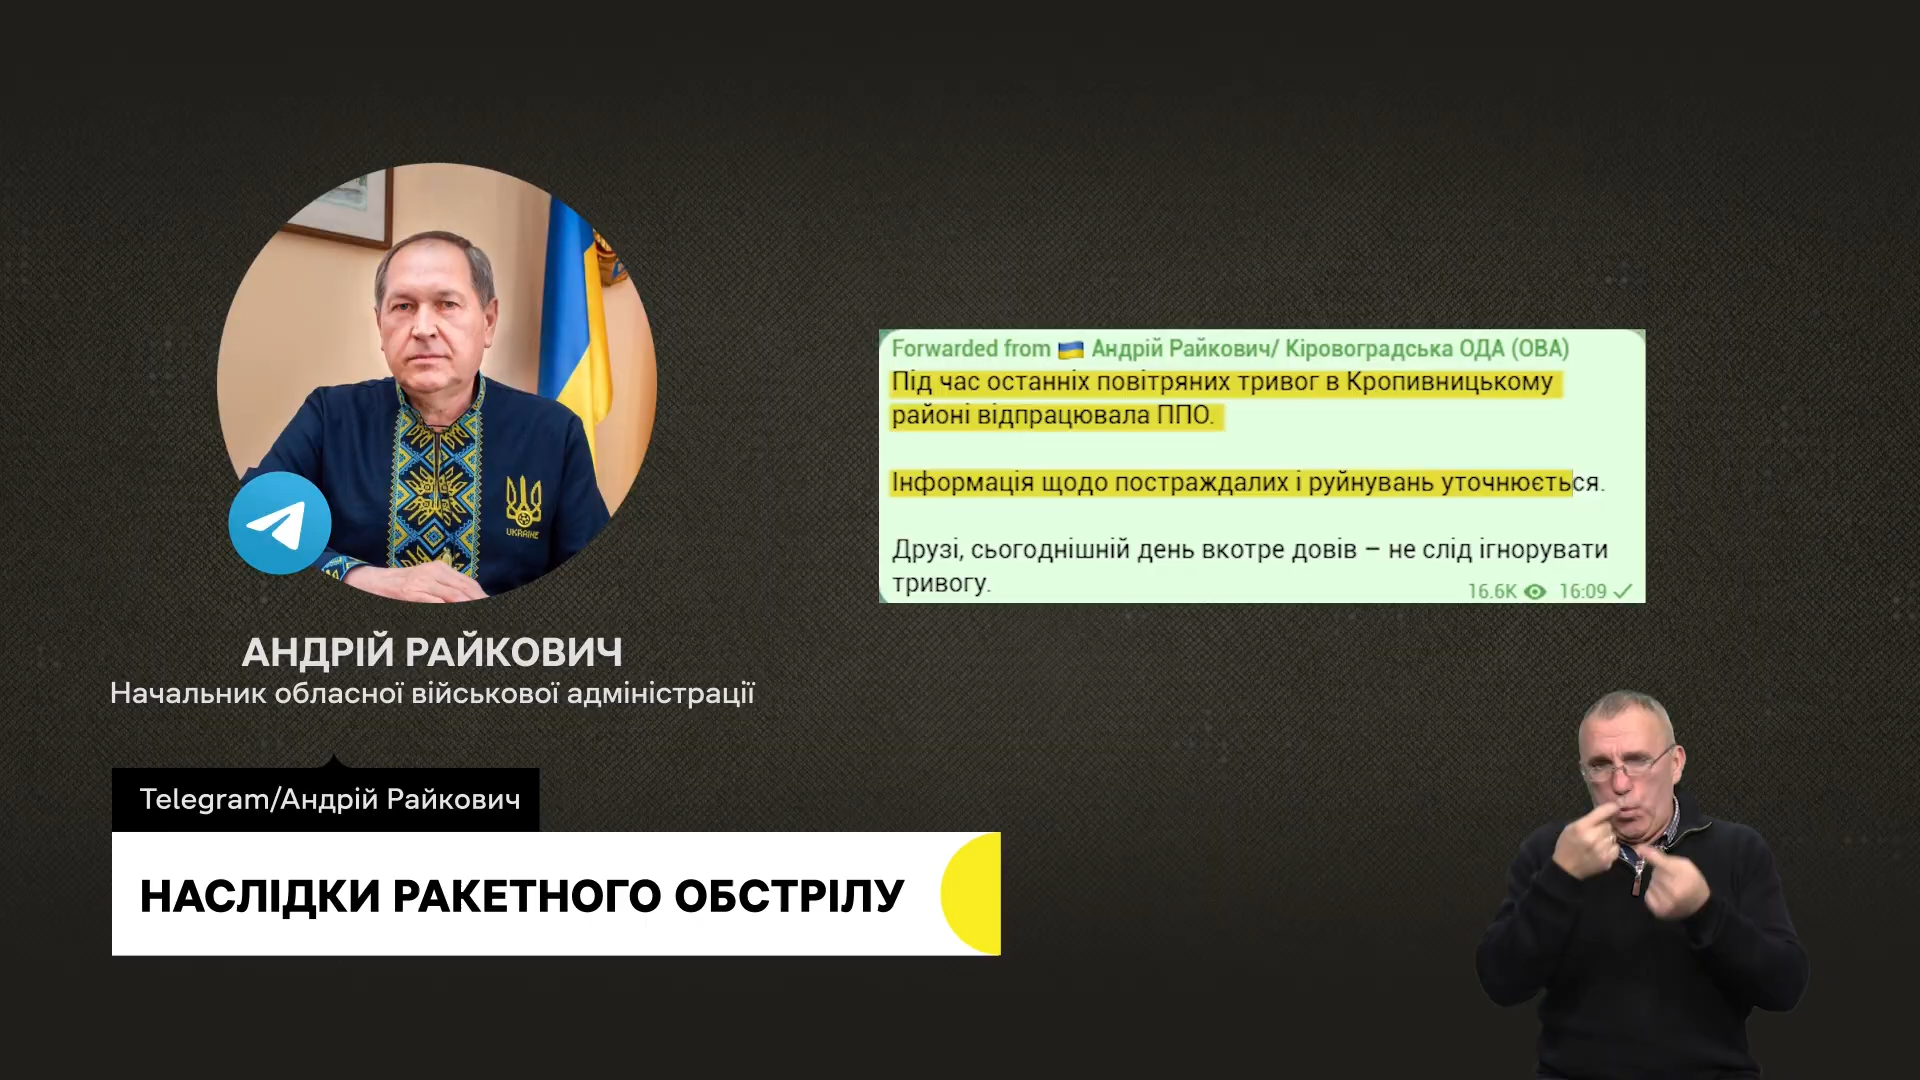 UKRAINE
АНДРІЙ РАЙКОВИЧ
Начальник обласної військової адміністрації
Forwarded from 🇺🇦 Андрій Райкович/ Кіровоградська ОДА (ОВА)
Під час останніх повітряних тривог в Кропивницькому
районі відпрацювала ППО.
Інформація щодо постраждалих і руйнувань уточнюється.
Друзі, сьогоднішній день вкотре довів – не слід ігнорувати
тривогу.
16.6K 16:09
Telegram/Андрій Райкович
НАСЛІДКИ РАКЕТНОГО ОБСТРІЛУ